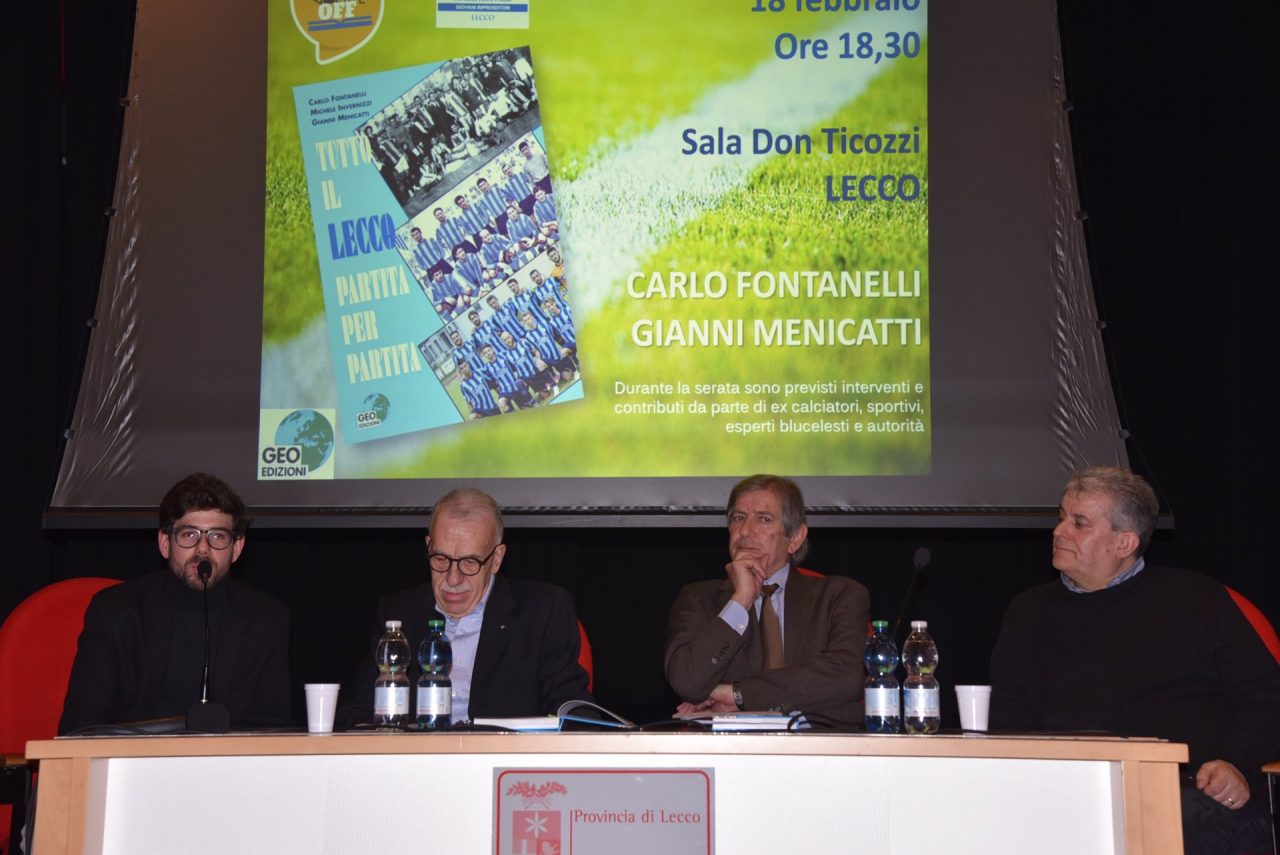 OFF
GIOVANI IMPRENDITORI
LECCO
18 febbraio
Ore 18,30
Sala Don Ticozzi
LECCO
CARLO FONTANELLI
MICHELE INVERNIZZI
GIANNI MENICATTI
TUTTO
IL
LECCO
PARTITA
PER
PARTITA
GEO
EDIZIONI
CARLO FONTANELLI
GIANNI MENICATTI
Durante la serata sono previsti interventi e
contributi da parte di ex calciatori, sportivi,
esperti blucelesti e autorità
GEO
EDIZIONI
Provincia di Lecco